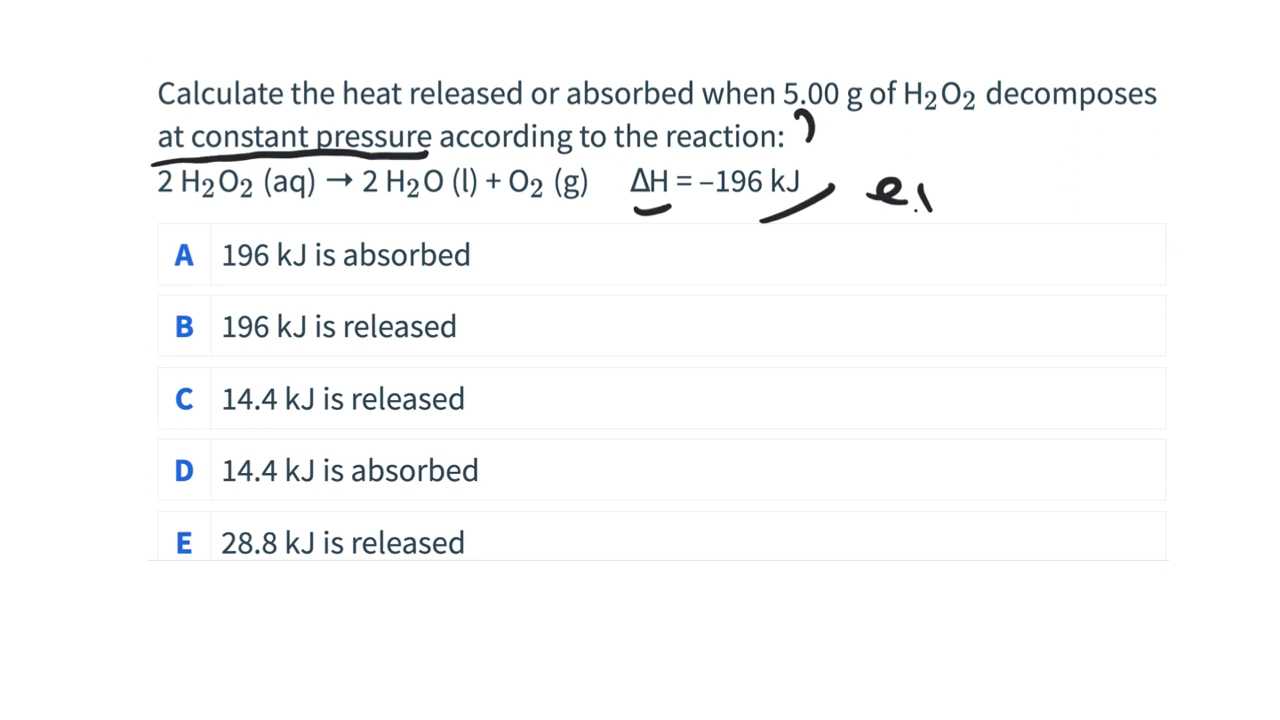 Calculate the heat released or absorbed when 5.00 g of H₂O₂ decomposes
at constant pressure according to the reaction:
2 H₂O₂ (aq) → 2 H₂O (l) + O₂ (g) ΔH = –196 kJ
A 196 kJ is absorbed
B 196 kJ is released
C 14.4 kJ is released
D 14.4 kJ is absorbed
E 28.8 kJ is released